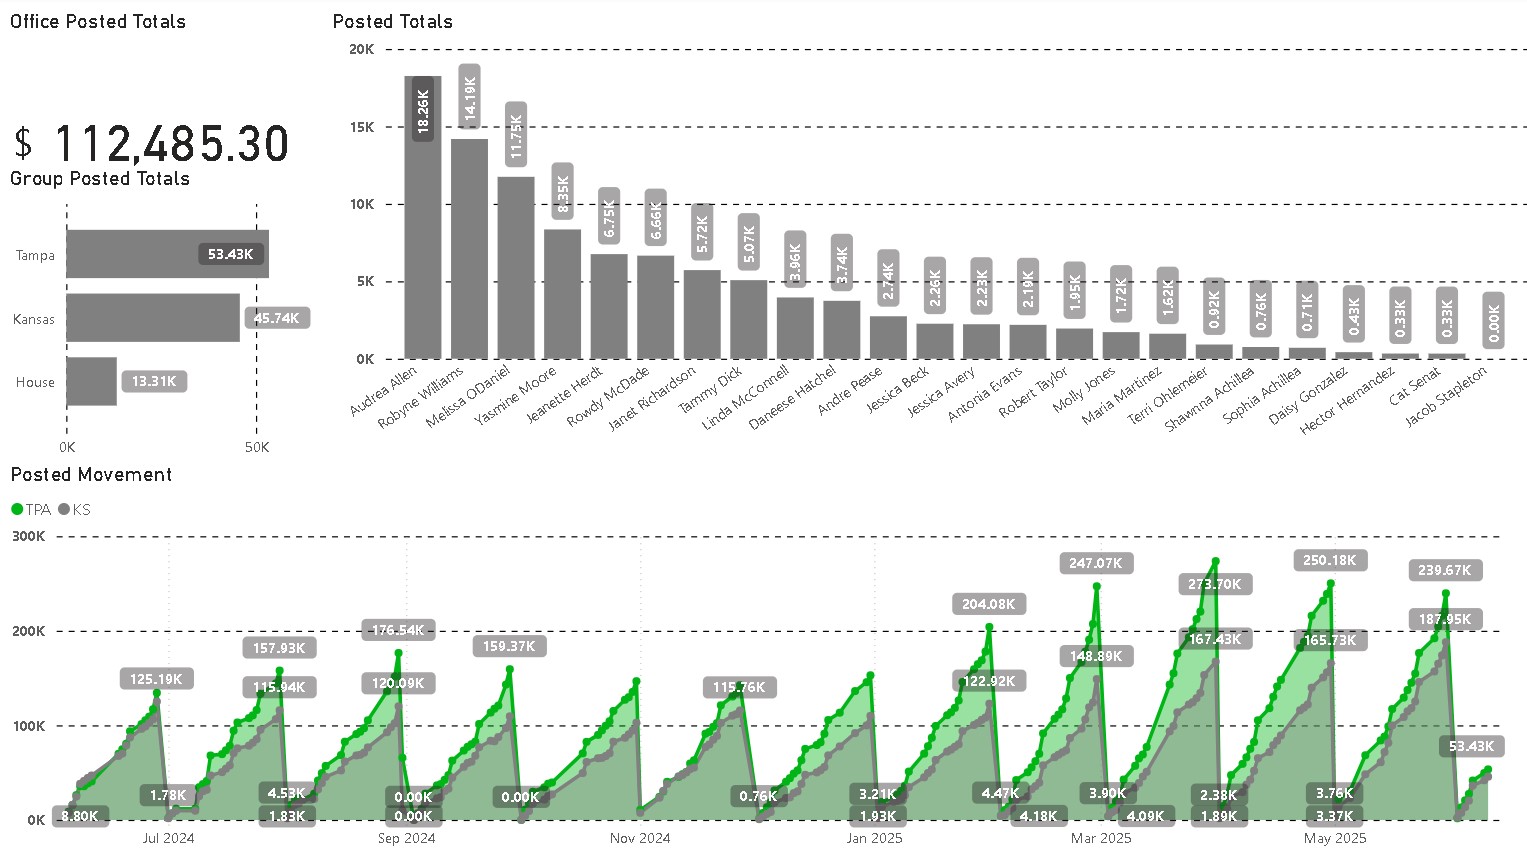 Office Posted Totals
$ 112,485.30
Group Posted Totals
Tampa
53.43K
Kansas
45.74K
House
13.31K
0K
50K
Posted Totals
20K
15K
10K
5K
0K
18.26K
14.19K
11.75K
8.35K
6.75K
6.66K
5.72K
5.07K
3.96K
3.74K
2.74K
2.26K
2.23K
2.19K
1.95K
1.72K
1.62K
0.92K
0.76K
0.71K
0.43K
0.33K
0.33K
0.00K
Audrea Allen
Robyne Williams
Melissa ODaniel
Yasmine Moore
Jeanette Herdt
Rowdy McDade
Janet Richardson
Tammy Dick
Linda McConnell
Daneese Hatchel
Andre Pease
Jessica Beck
Jessica Avery
Antonia Evans
Robert Taylor
Molly Jones
Maria Martinez
Terri Ohlemeier
Shawnna Achillea
Sophia Achillea
Daisy Gonzalez
Hector Hernandez
Cat Senat
Jacob Stapleton
Posted Movement
TPA KS
300K
200K
100K
0K
8.80K
125.19K
1.78K
157.93K
115.94K
4.53K
1.83K
176.54K
120.09K
0.00K
0.00K
159.37K
0.00K
115.76K
0.76K
3.21K
1.93K
204.08K
122.92K
4.47K
4.18K
247.07K
148.89K
3.90K
4.09K
273.70K
167.43K
2.38K
1.89K
250.18K
165.73K
3.76K
3.37K
239.67K
187.95K
53.43K
Jul 2024
Sep 2024
Nov 2024
Jan 2025
Mar 2025
May 2025